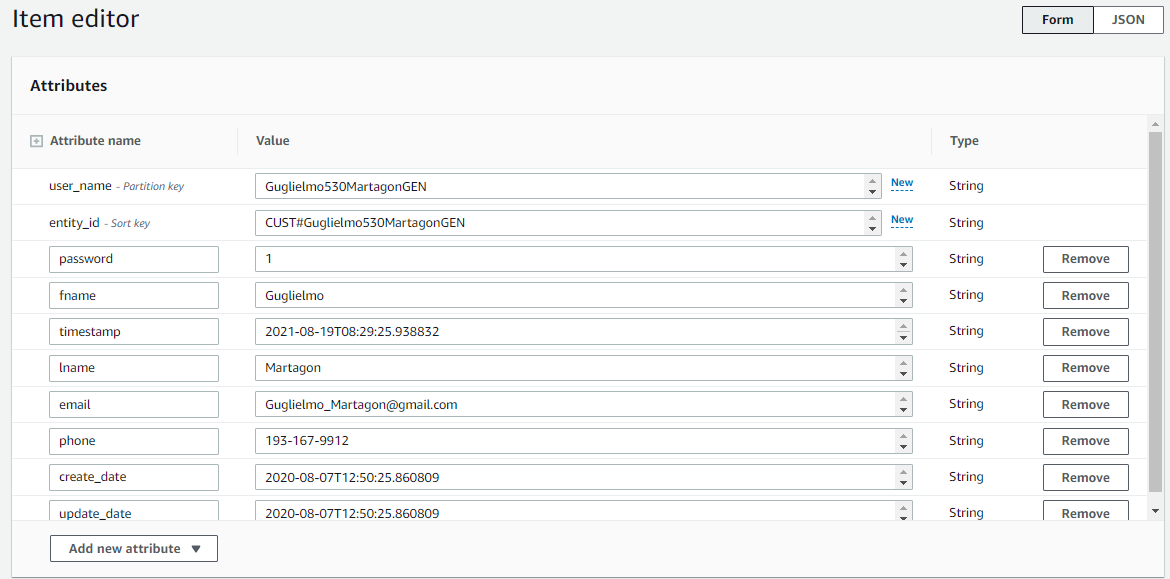 Item editor
Form JSON
Attributes
Attribute name Value Type
user_name - Partition key Guglielmo530MartagonGEN New String
entity_id - Sort key CUST#Guglielmo530MartagonGEN New String
password 1 String Remove
fname Guglielmo String Remove
timestamp 2021-08-19T08:29:25.938832 String Remove
lname Martagon String Remove
email Guglielmo_Martagon@gmail.com String Remove
phone 193-167-9912 String Remove
create_date 2020-08-07T12:50:25.860809 String Remove
update_date 2020-08-07T12:50:25.860809 String Remove
Add new attribute